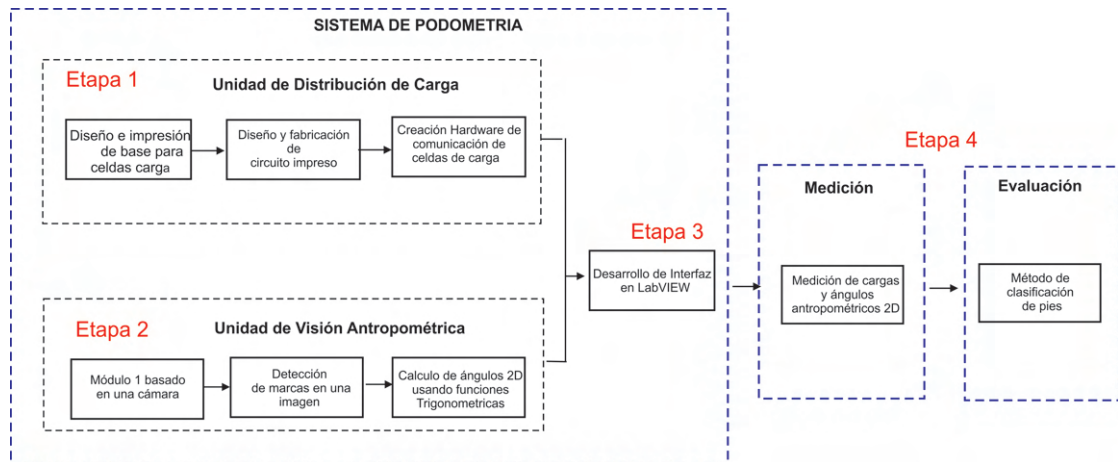 SISTEMA DE PODOMETRIA
Etapa 1
Unidad de Distribución de Carga
Diseño e impresión
de base para
celdas carga
Diseño y fabricación
de
circuito impreso
Creación Hardware de
comunicación de
celdas de carga
Etapa 2
Unidad de Visión Antropométrica
Módulo 1 basado
en una cámara
Detección
de marcas en una
imagen
Calculo de ángulos 2D
usando funciones
Trigonometricas
Etapa 3
Desarrollo de Interfaz
en LabVIEW
Etapa 4
Medición
Medición de cargas
y ángulos
antropométricos 2D
Evaluación
Método de
clasificación
de pies